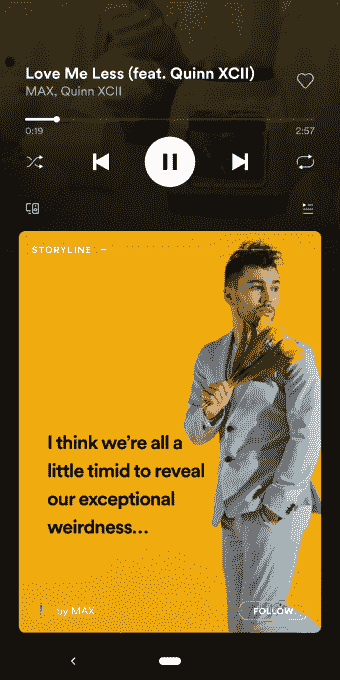 Love Me Less (feat. Quinn XCII)
MAX, Quinn XCII
0:19
2:57
STORYLINE
I think we're all a
little timid to reveal
our exceptional
weirdness...
by MAX
FOLLOW